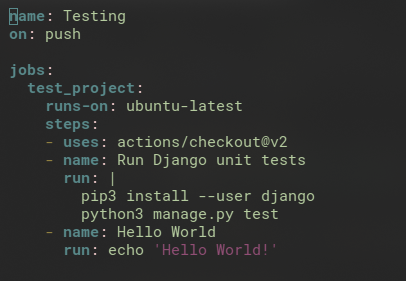 name: Testing
on: push

jobs:
  test_project:
    runs-on: ubuntu-latest
    steps:
    - uses: actions/checkout@v2
    - name: Run Django unit tests
      run: |
        pip3 install --user django
        python3 manage.py test
    - name: Hello World
      run: echo 'Hello World!'